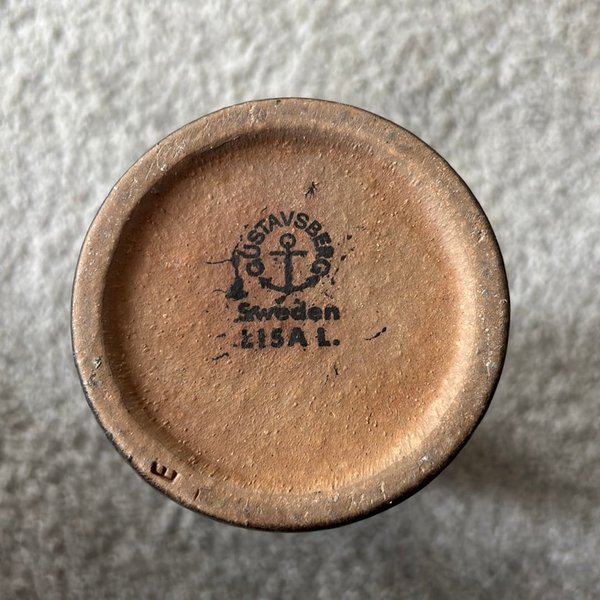 GUSTAVSBERG
Sweden
LISA L.
E